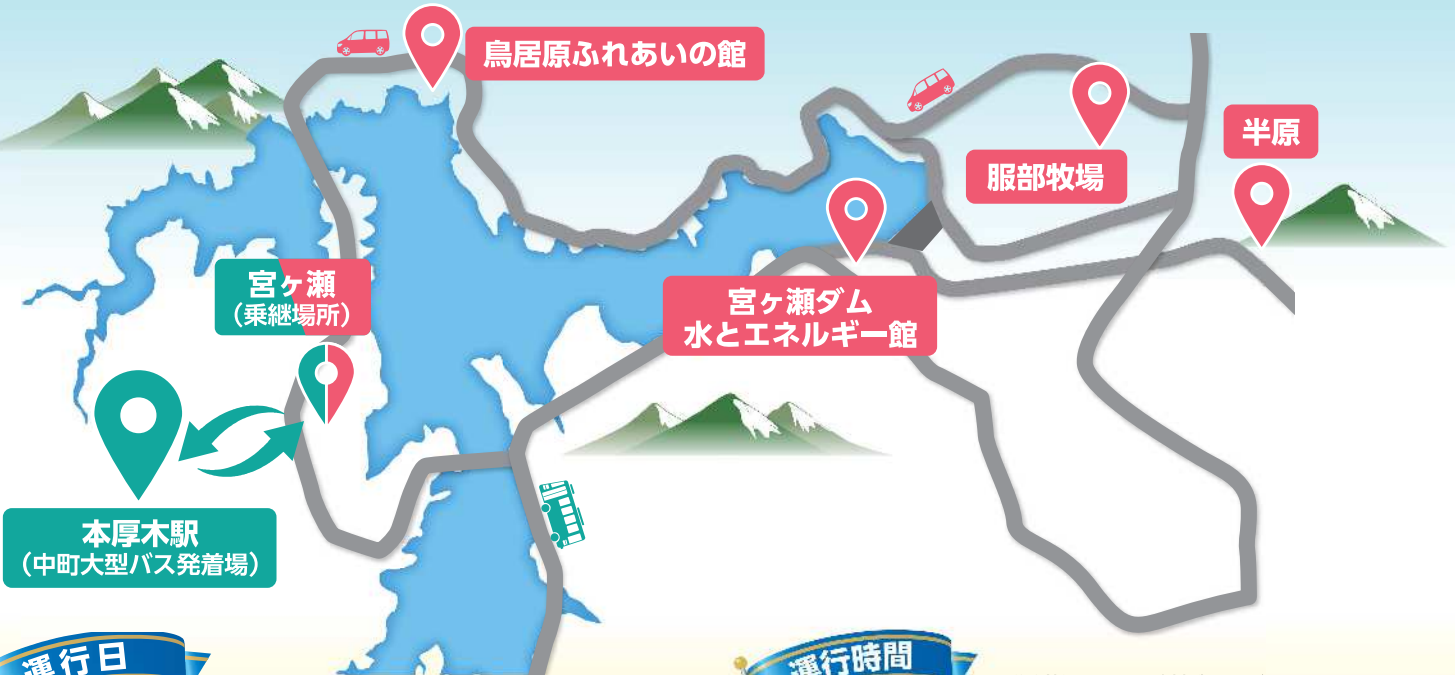 鳥居原ふれあいの館
半原
服部牧場
宮ヶ瀬
（乗継場所）
宮ヶ瀬ダム
水とエネルギー館
本厚木駅
（中町大型バス発着場）
運行日
運行時間